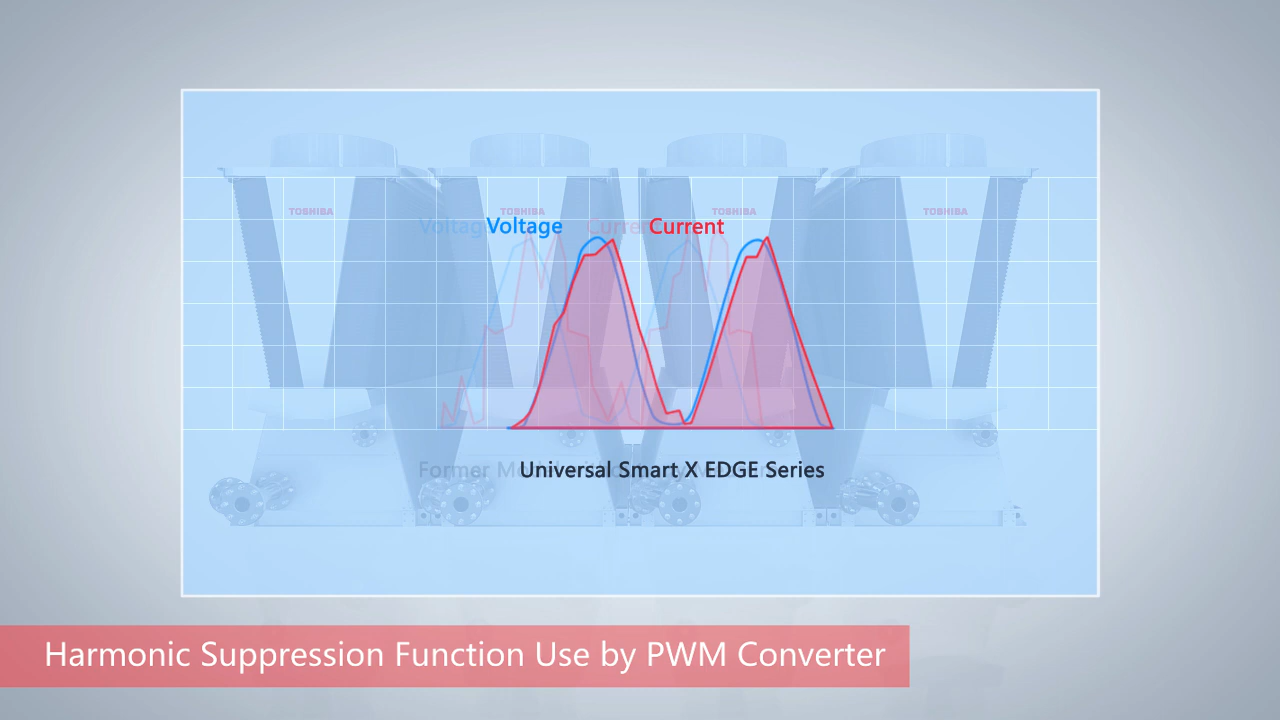 TOSHIBA TOSHIBA TOSHIBA TOSHIBA
Voltage Current
Universal Smart X EDGE Series
Harmonic Suppression Function Use by PWM Converter